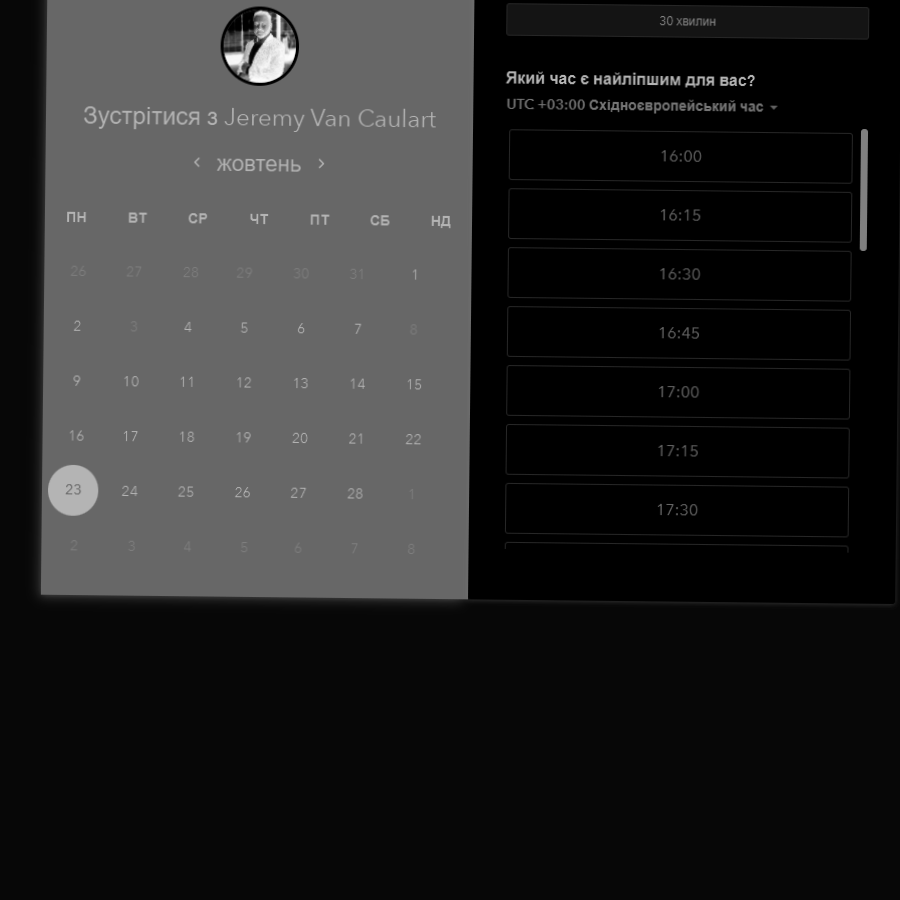 Зустрітися з Jeremy Van Caulart
жовтень
ПН ВТ СР ЧТ ПТ СБ НД
26 27 28 29 30 31 1
2 3 4 5 6 7 8
9 10 11 12 13 14 15
16 17 18 19 20 21 22
23 24 25 26 27 28 1
2 3 4 5 6 7 8
30 хвилин
Який час є найліпшим для вас?
UTC +03:00 Східноєвропейський час
16:00
16:15
16:30
16:45
17:00
17:15
17:30